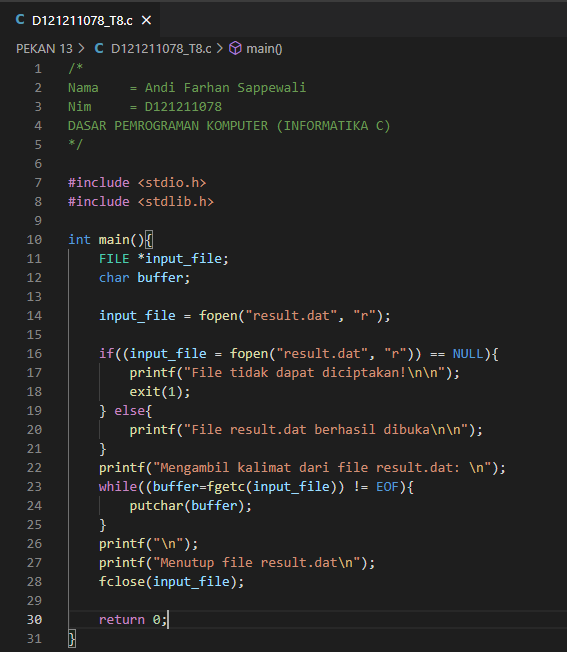 C D121211078_T8.c ×
PEKAN 13 > C D121211078_T8.c > main()
1 /*
2 Nama    = Andi Farhan Sappewali
3 Nim     = D121211078
4 DASAR PEMROGRAMAN KOMPUTER (INFORMATIKA C)
5 */
6
7 #include <stdio.h>
8 #include <stdlib.h>
9
10 int main(){
11     FILE *input_file;
12     char buffer;
13
14     input_file = fopen("result.dat", "r");
15
16     if((input_file = fopen("result.dat", "r")) == NULL){
17         printf("File tidak dapat diciptakan!\n\n");
18         exit(1);
19     } else{
20         printf("File result.dat berhasil dibuka\n\n");
21     }
22     printf("Mengambil kalimat dari file result.dat: \n");
23     while((buffer=fgetc(input_file)) != EOF){
24         putchar(buffer);
25     }
26     printf("\n");
27     printf("Menutup file result.dat\n");
28     fclose(input_file);
29
30     return 0;
31 }